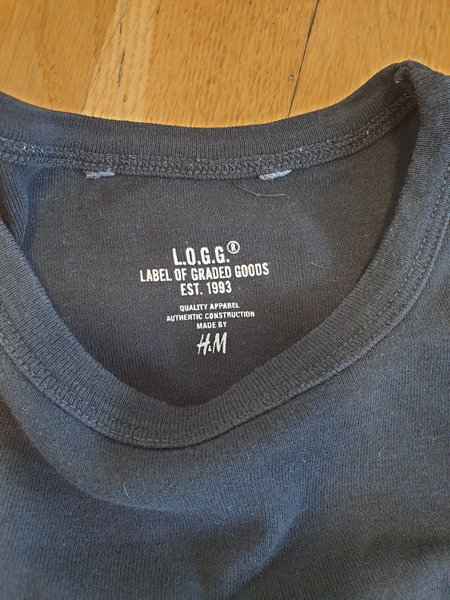 L.O.G.G.®
LABEL OF GRADED GOODS
EST. 1993
QUALITY APPAREL
AUTHENTIC CONSTRUCTION
MADE BY
H&M